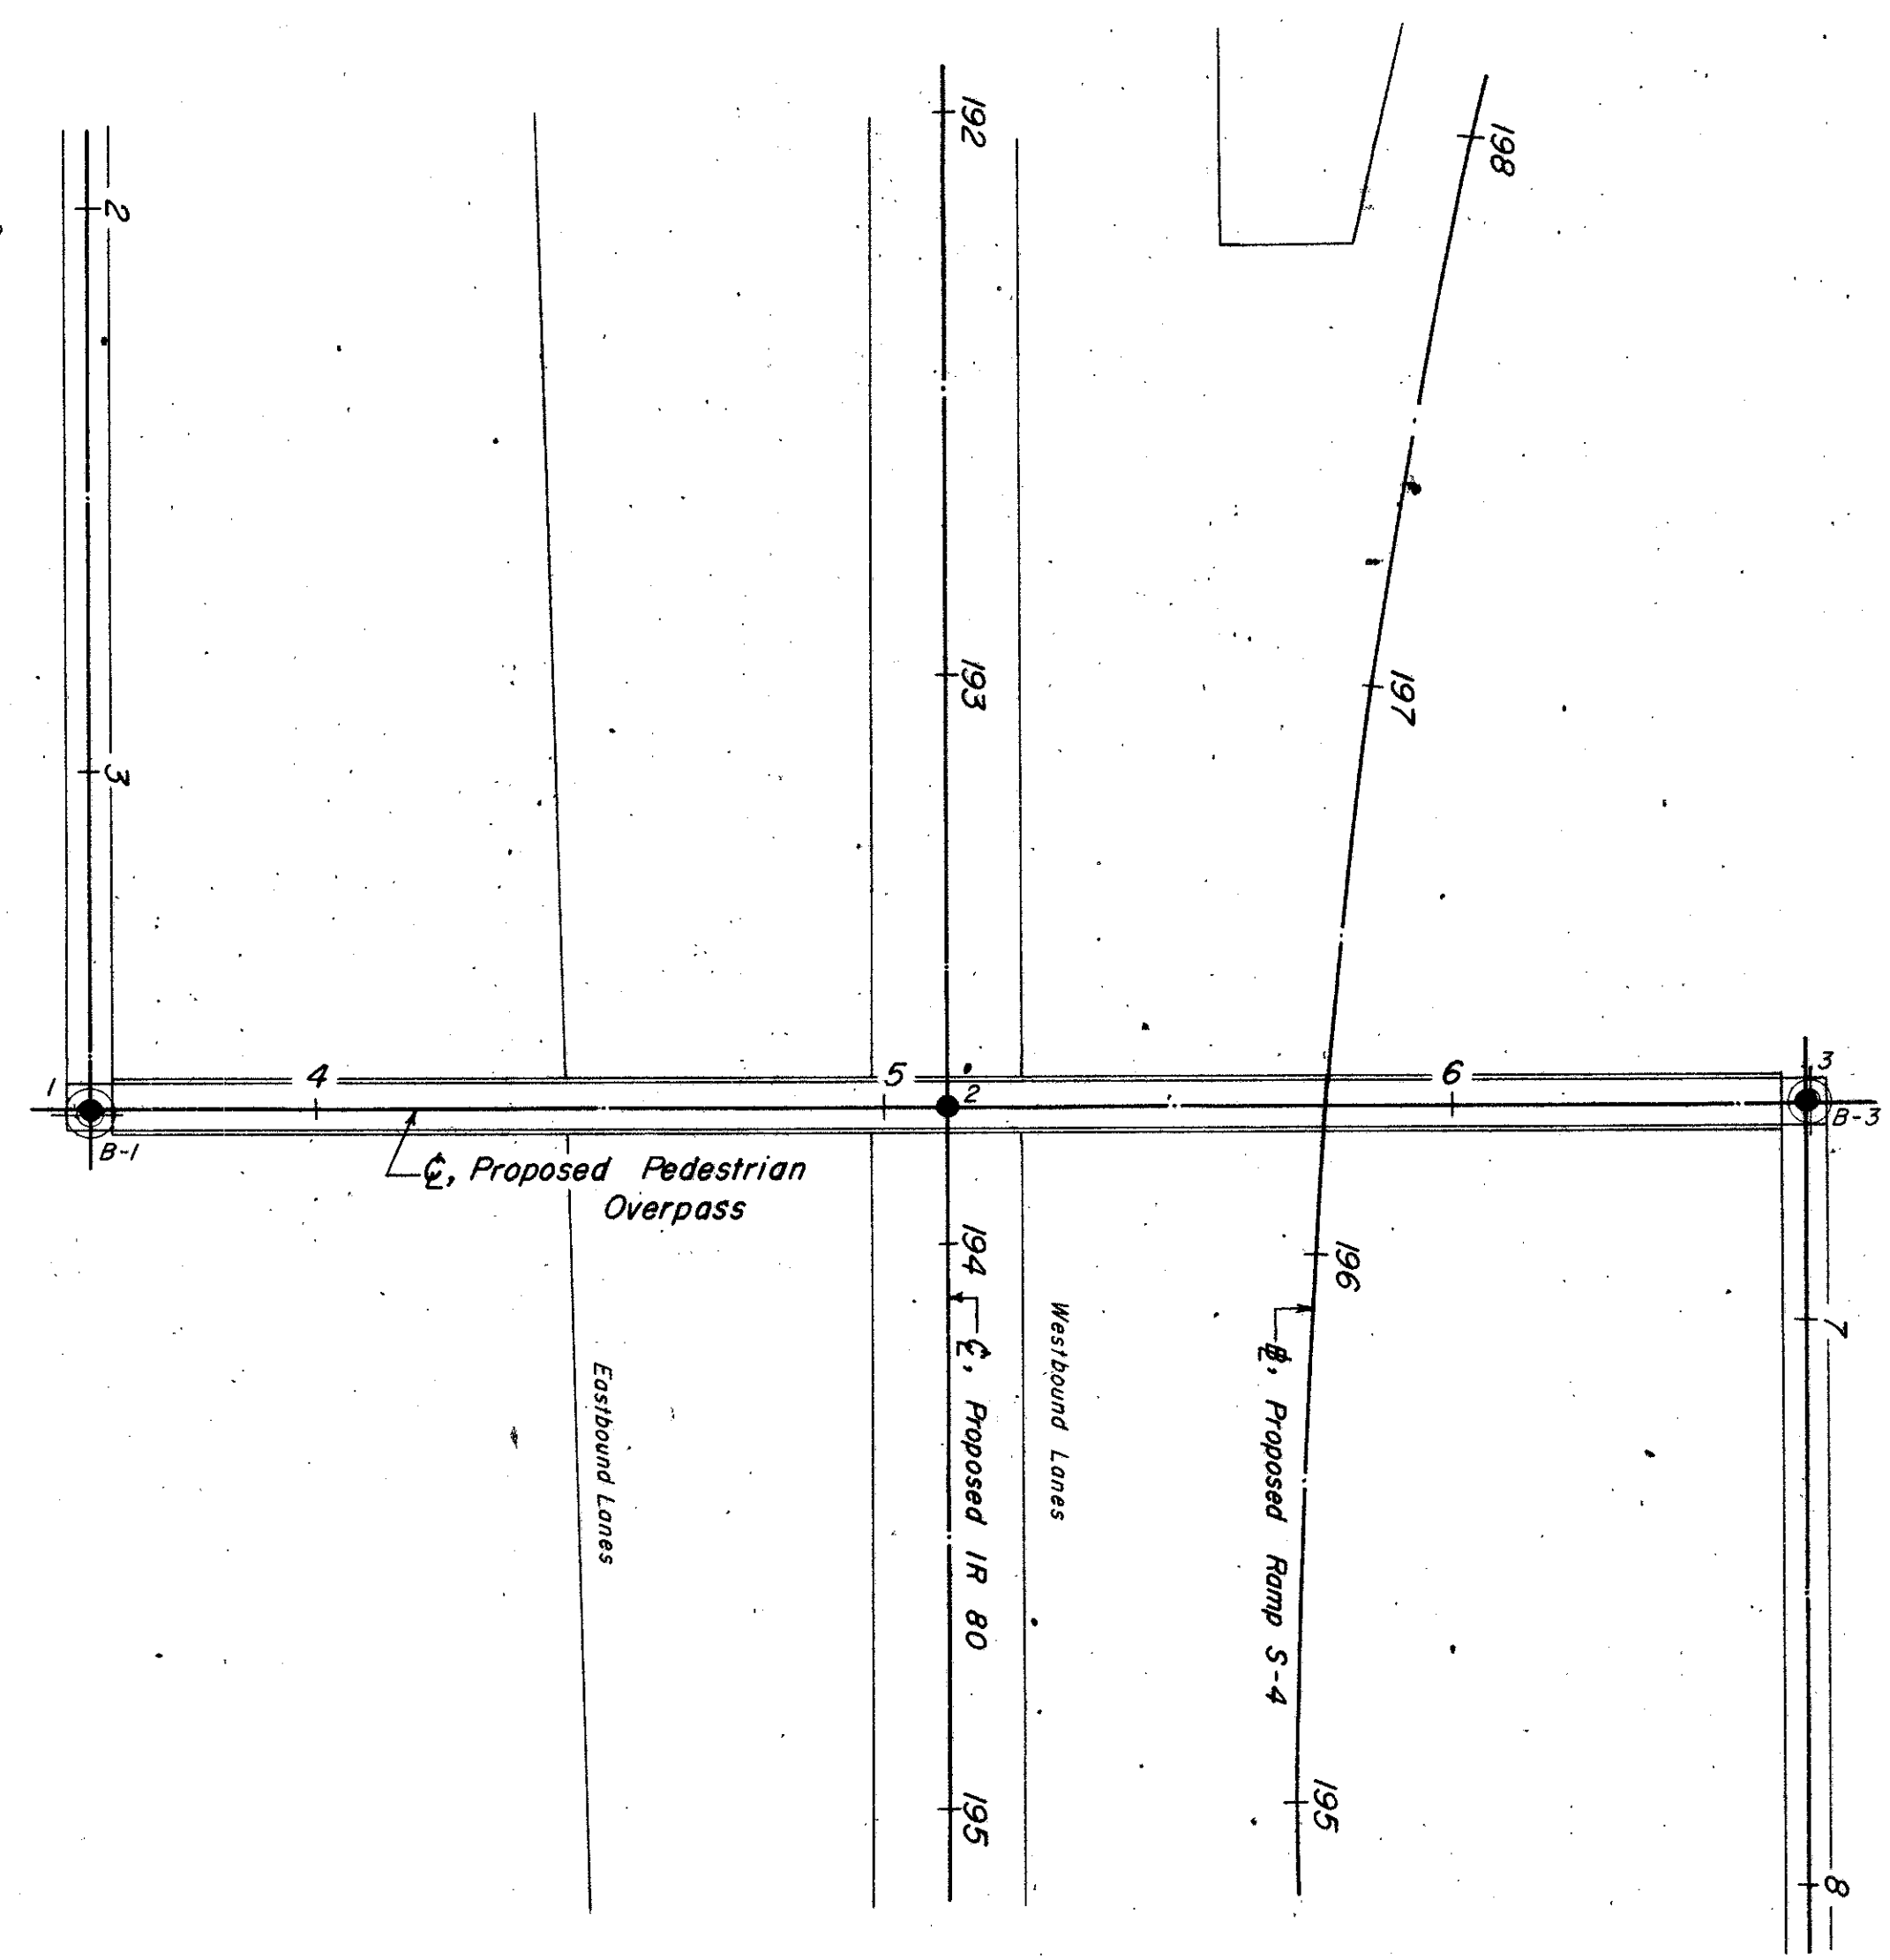 192
198
2
193
197
3
1
4
5
2
6
3
B-1
B-3
℄, Proposed Pedestrian
Overpass
194
℄, Proposed IR 80
196
Proposed Ramp S-4
7
Westbound Lanes
Eastbound Lanes
195
195
8